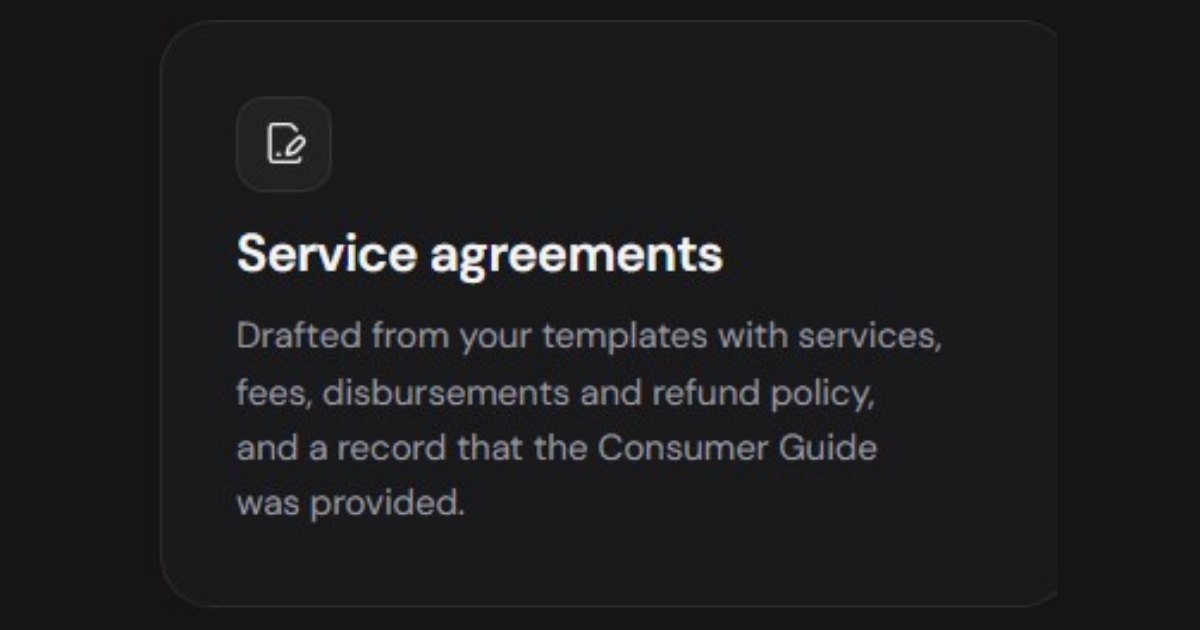 Service agreements
Drafted from your templates with services,
fees, disbursements and refund policy,
and a record that the Consumer Guide
was provided.